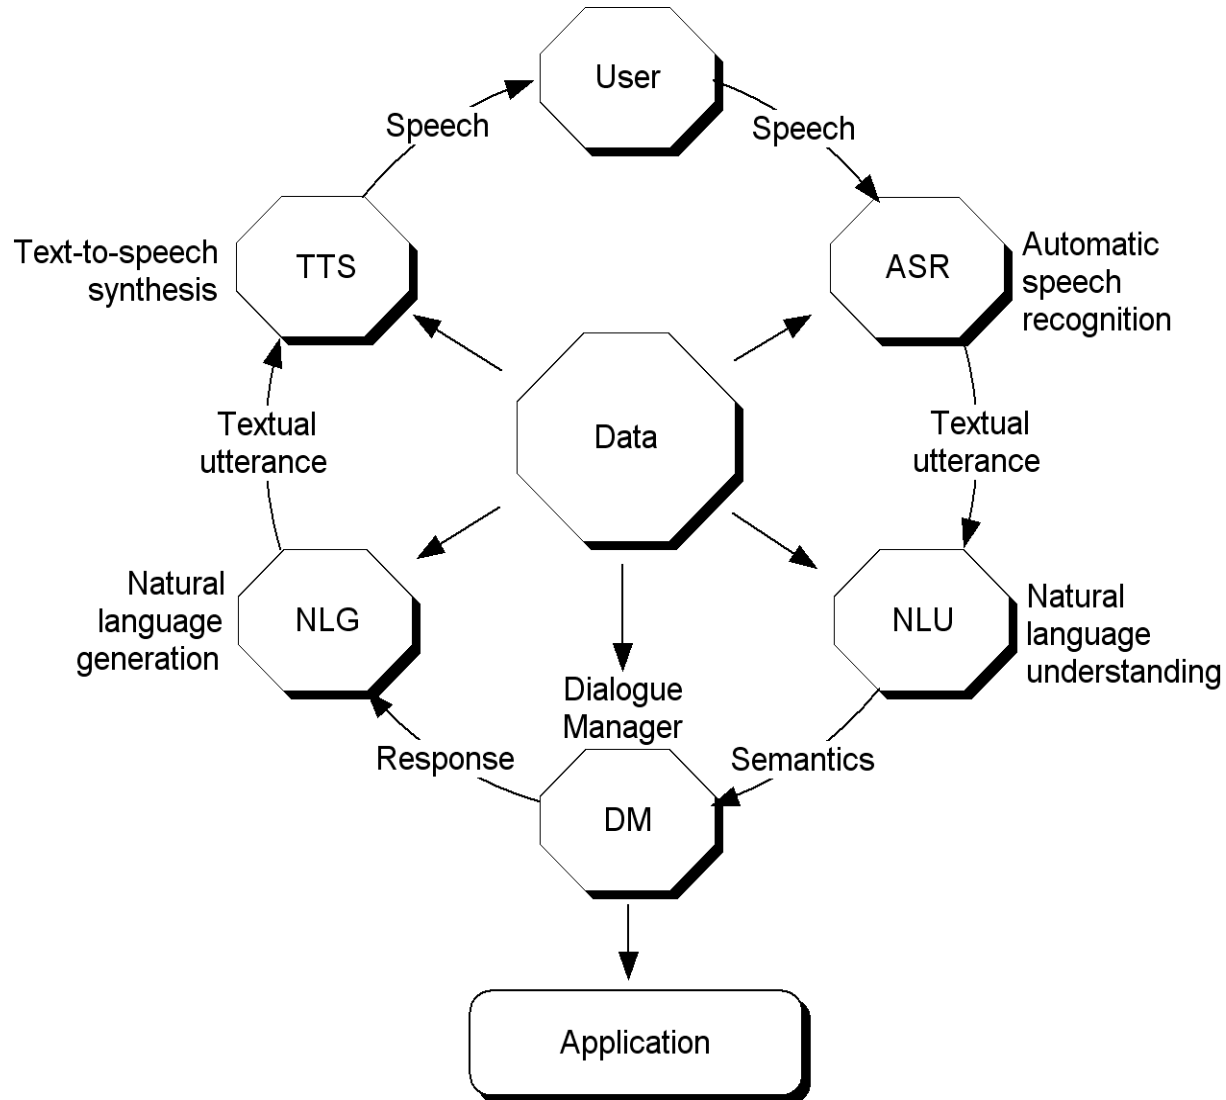 User
Speech
Speech
Text-to-speech
synthesis
TTS
ASR
Automatic
speech
recognition
Textual
utterance
Data
Textual
utterance
Natural
language
generation
NLG
NLU
Natural
language
understanding
Dialogue
Manager
Response
Semantics
DM
Application